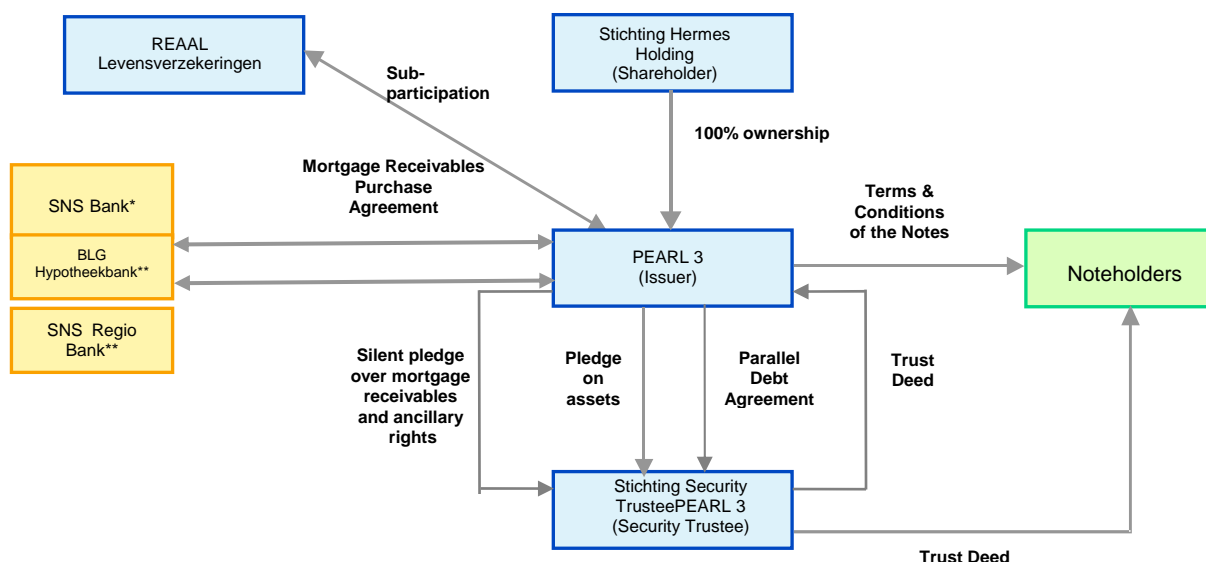 REAAL
Levensverzekeringen
Stichting Hermes
Holding
(Shareholder)
Sub-
participation
100% ownership
Mortgage Receivables
Purchase
Agreement
Terms &
Conditions
of the Notes
SNS Bank*
BLG
Hypotheekbank**
SNS Regio
Bank**
PEARL 3
(Issuer)
Noteholders
Silent pledge
over mortgage
receivables
and ancillary
rights
Pledge
on
assets
Parallel
Debt
Agreement
Trust
Deed
Stichting Security
TrusteePEARL 3
(Security Trustee)
Trust Deed